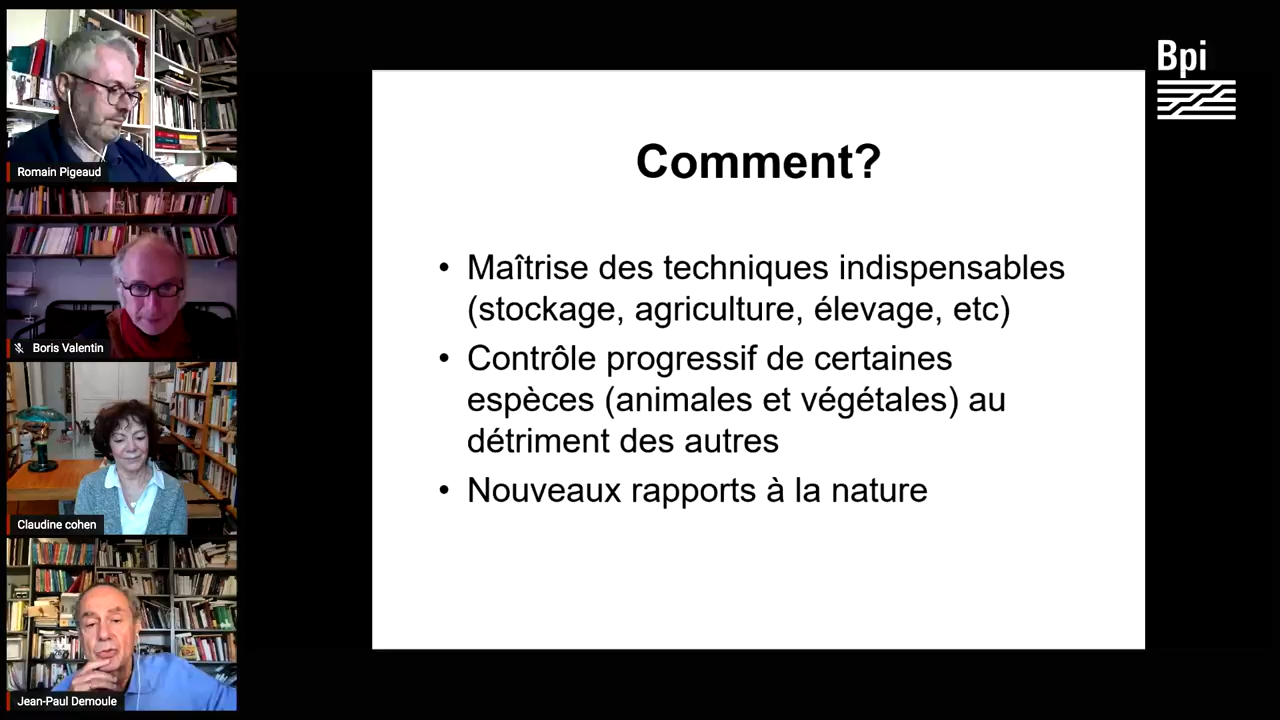 Romain Pigeaud
Boris Valentin
Claudine cohen
Jean-Paul Demoule
Comment?
• Maîtrise des techniques indispensables
(stockage, agriculture, élevage, etc)
• Contrôle progressif de certaines
espèces (animales et végétales) au
détriment des autres
• Nouveaux rapports à la nature
Bpi